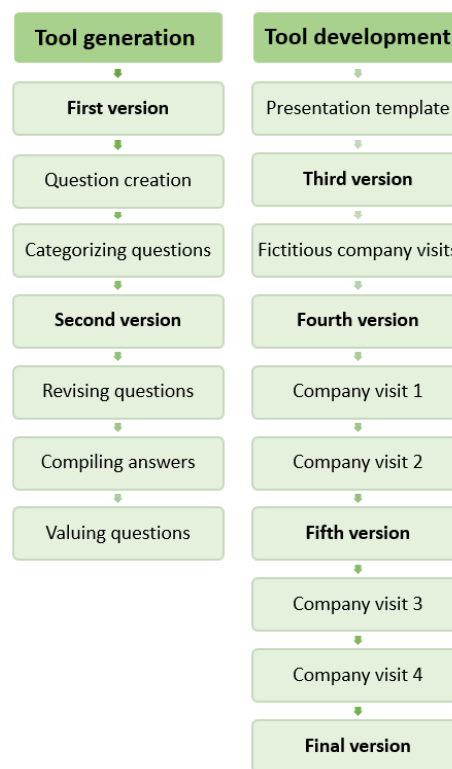 Tool generation
First version
Question creation
Categorizing questions
Second version
Revising questions
Compiling answers
Valuing questions
Tool development
Presentation template
Third version
Fictitious company visits
Fourth version
Company visit 1
Company visit 2
Fifth version
Company visit 3
Company visit 4
Final version